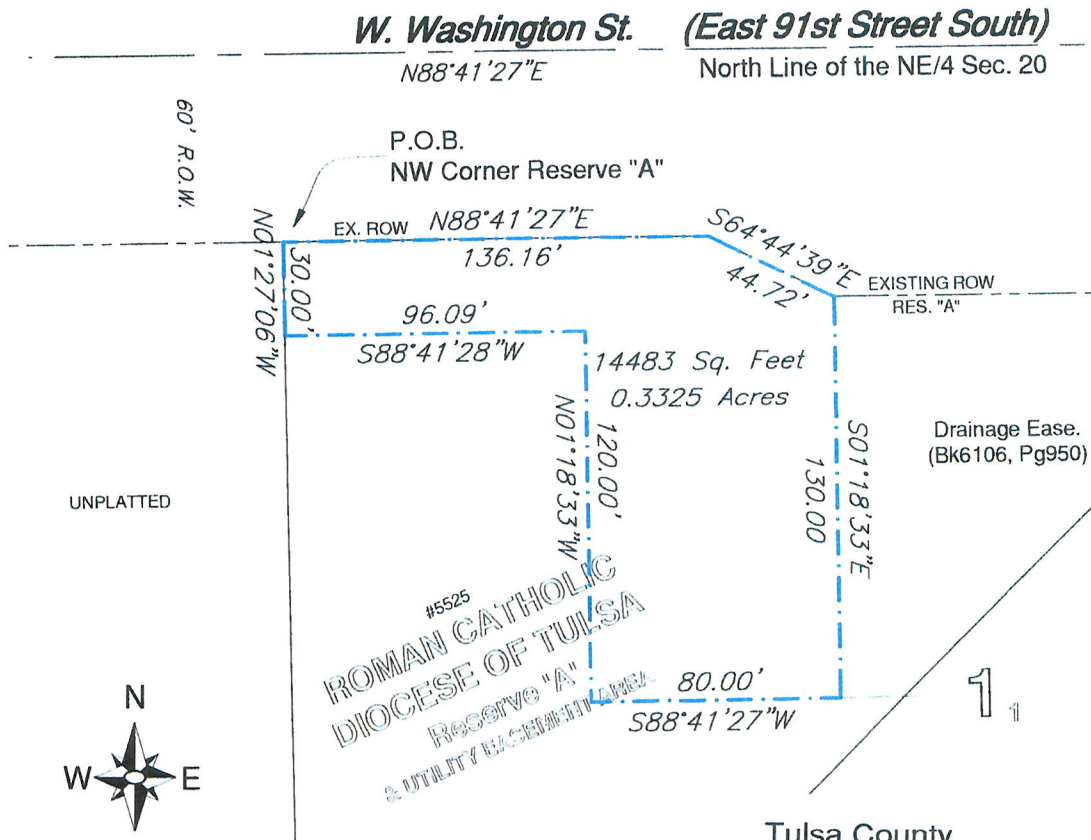 W. Washington St. (East 91st Street South)
N88°41'27"E
North Line of the NE/4 Sec. 20
60' R.O.W.
P.O.B.
NW Corner Reserve "A"
EX. ROW
N88°41'27"E
136.16'
S64°44'39"E
44.72'
EXISTING ROW
RES. "A"
N01°27'06"W
30.00'
96.09'
S88°41'28"W
14483 Sq. Feet
0.3325 Acres
N01°18'33"W
120.00'
130.00
S01°18'33"E
Drainage Ease.
(Bk6106, Pg950)
UNPLATTED
#5525
ROMAN CATHOLIC
DIOCESE OF TULSA
Reserve "A"
& UTILITY EASEMENT AREA
80.00'
S88°41'27"W
1
1
N
W E
Tulsa County